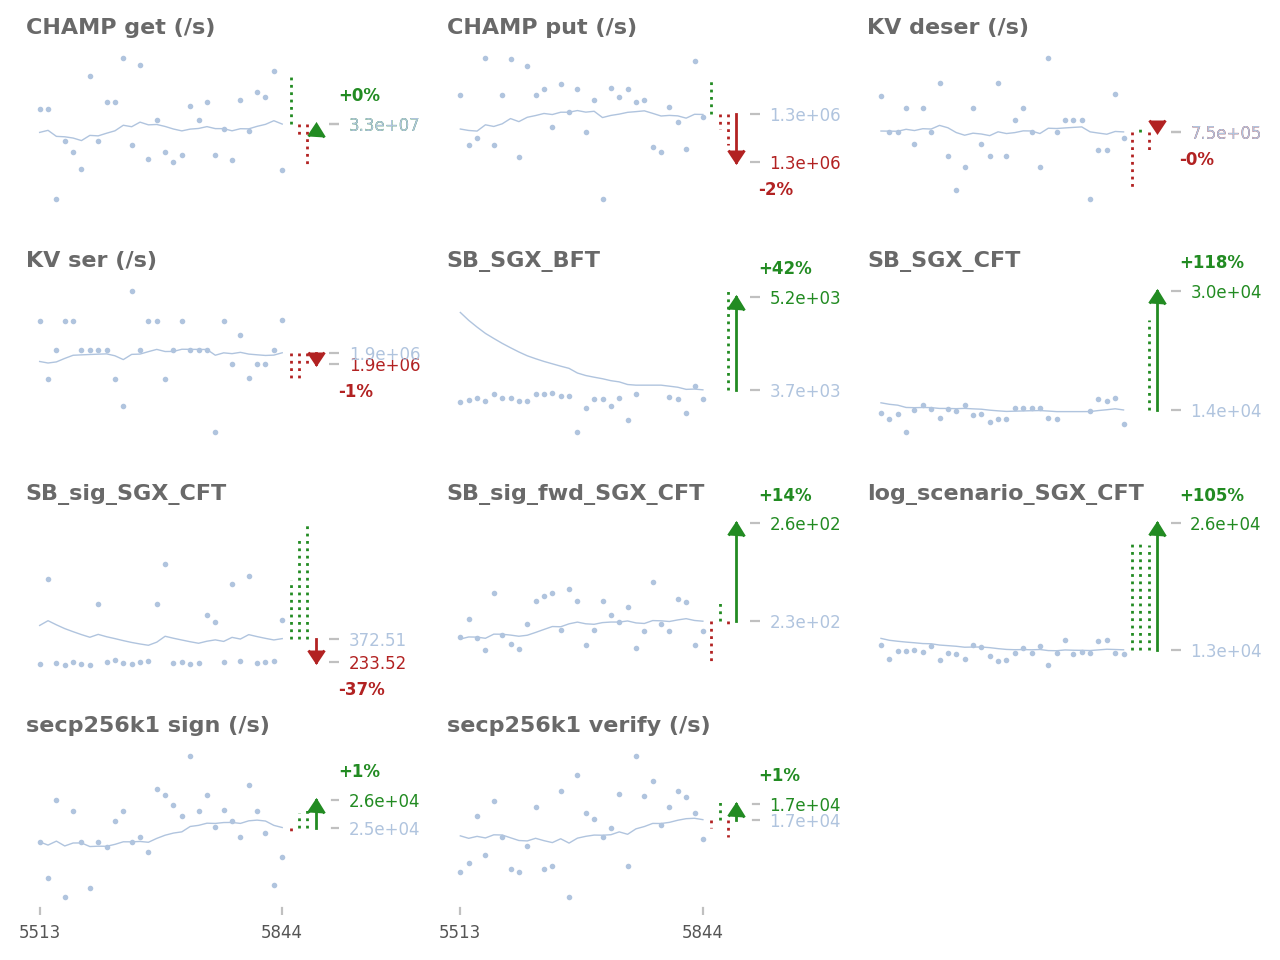 CHAMP get (/s)
+0%
3.3e+07
CHAMP put (/s)
1.3e+06
1.3e+06
-2%
KV deser (/s)
7.5e+05
-0%
KV ser (/s)
1.9e+06
1.9e+06
-1%
SB_SGX_BFT
+42%
5.2e+03
3.7e+03
SB_SGX_CFT
+118%
3.0e+04
1.4e+04
SB_sig_SGX_CFT
372.51
233.52
-37%
SB_sig_fwd_SGX_CFT
+14%
2.6e+02
2.3e+02
log_scenario_SGX_CFT
+105%
2.6e+04
1.3e+04
secp256k1 sign (/s)
+1%
2.6e+04
2.5e+04
5513
5844
secp256k1 verify (/s)
+1%
1.7e+04
1.7e+04
5513
5844